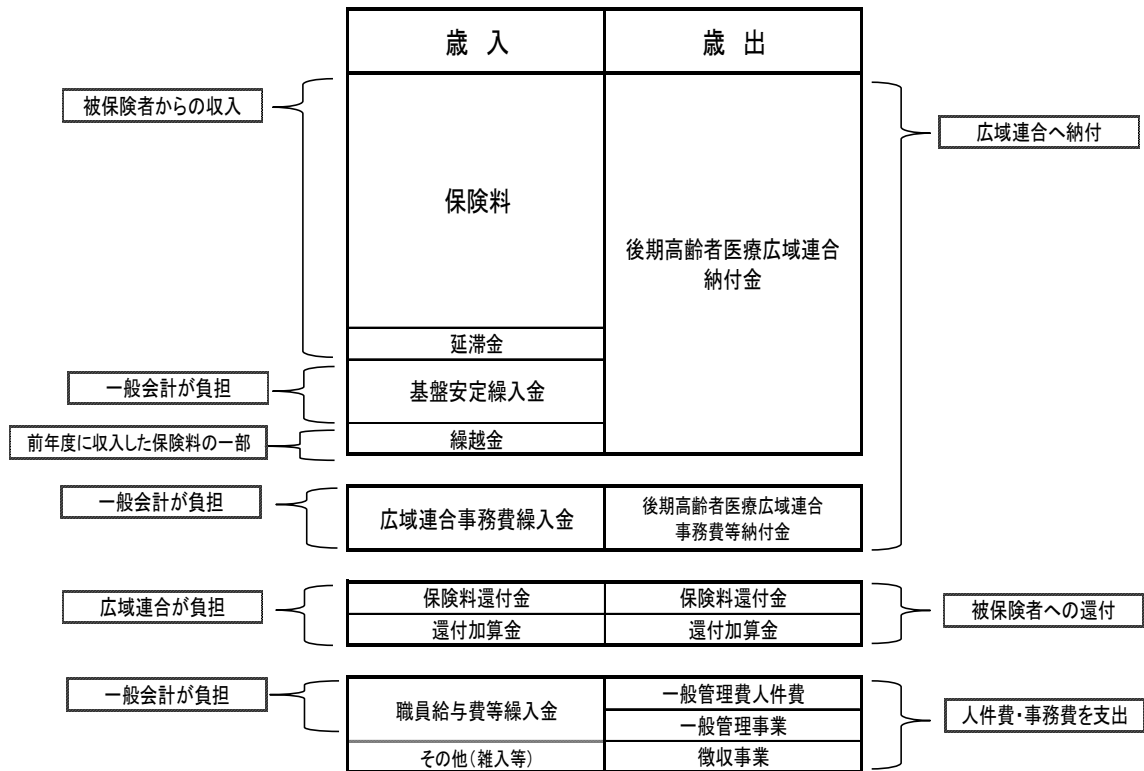 歳 入
歳 出
被保険者からの収入
保険料
延滞金
一般会計が負担
基盤安定繰入金
前年度に収入した保険料の一部
繰越金
後期高齢者医療広域連合
納付金
広域連合へ納付
一般会計が負担
広域連合事務費繰入金
後期高齢者医療広域連合
事務費等納付金
広域連合が負担
保険料還付金
保険料還付金
還付加算金
還付加算金
被保険者への還付
一般会計が負担
職員給与費等繰入金
一般管理費人件費
一般管理事業
その他(雑入等)
徴収事業
人件費・事務費を支出